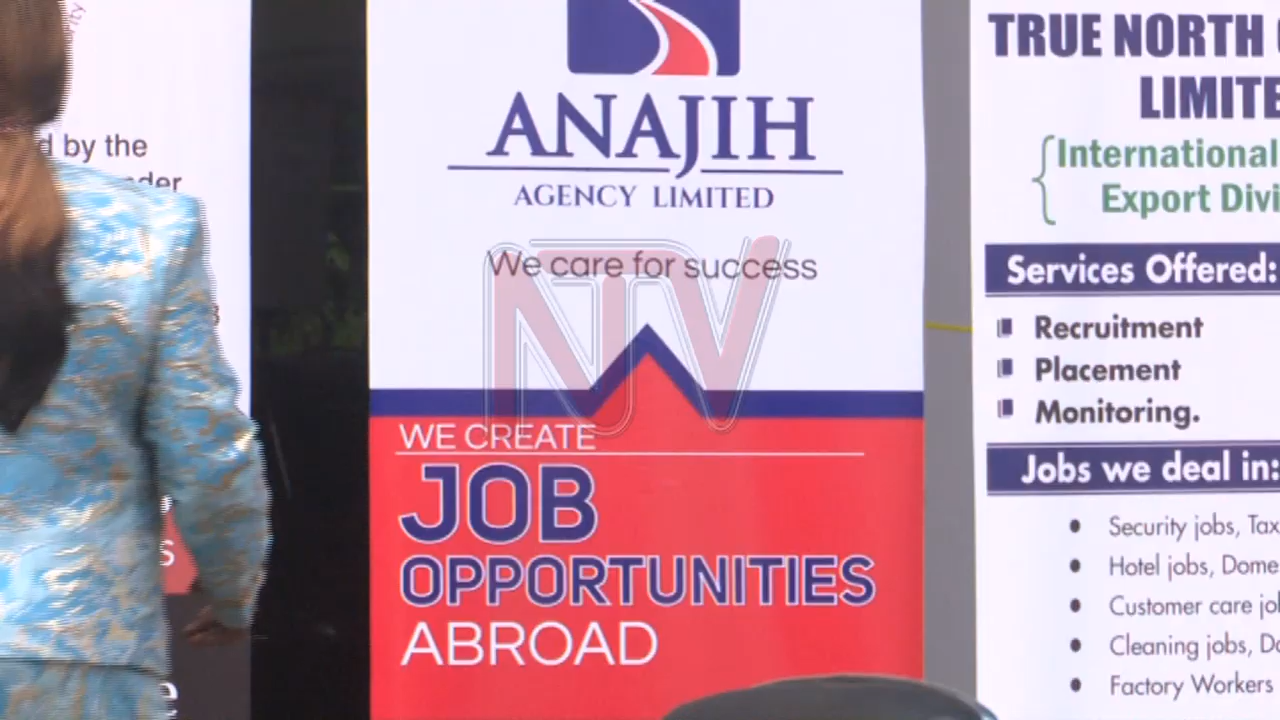 by the
ANAJIH
AGENCY LIMITED
We care for success
NTV
WE CREATE
JOB
OPPORTUNITIES
ABROAD
TRUE NORTH
LIMITE
International
Export Divi
Services Offered:
Recruitment
Placement
Monitoring.
Jobs we deal in:
Security jobs, Tax
Hotel jobs, Dome
Customer care jo
Cleaning jobs, Do
Factory Workers